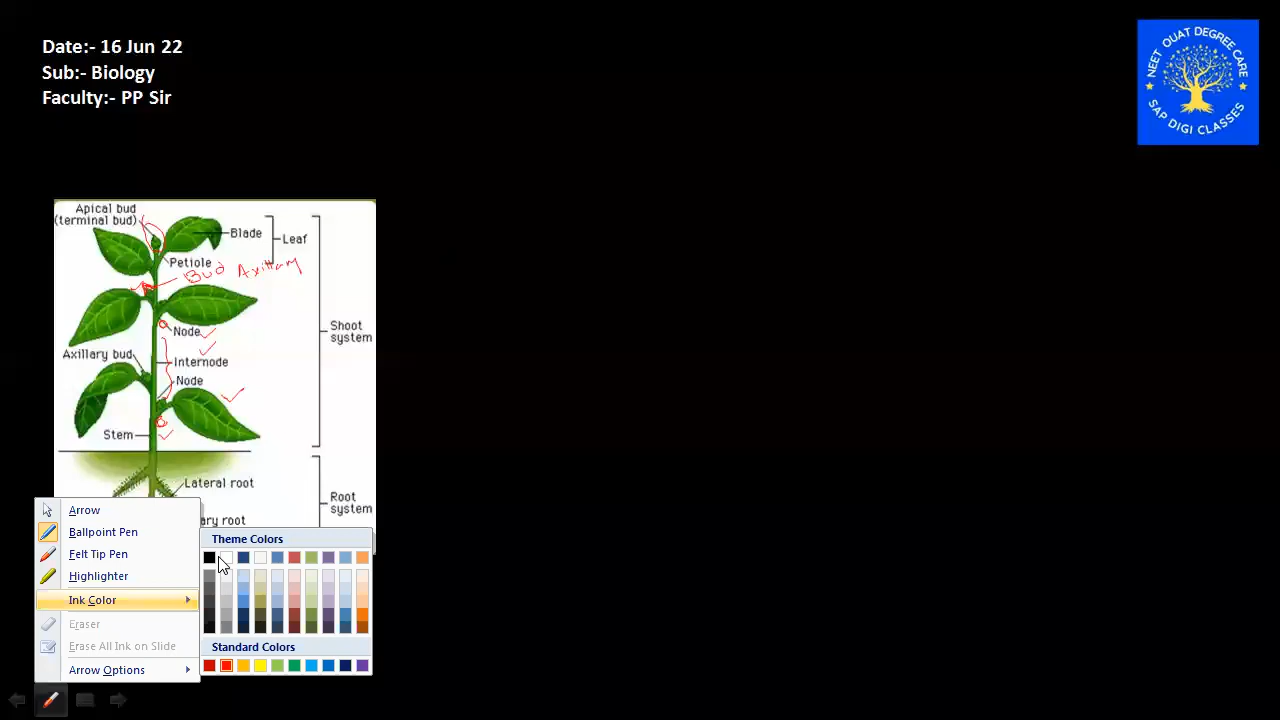 Date:- 16 Jun 22
Sub:- Biology
Faculty:- PP Sir
NEET OUAT DEGREE CARE
SAP DIGI CLASSES
Apical bud
(terminal bud)
Blade
Leaf
Petiole
Bud Axillary
Node
Shoot
system
Axillary bud
Internode
Node
Stem
Lateral root
Root
system
ary root
Arrow
Ballpoint Pen
Felt Tip Pen
Highlighter
Ink Color
Eraser
Erase All Ink on Slide
Arrow Options
Theme Colors
Standard Colors